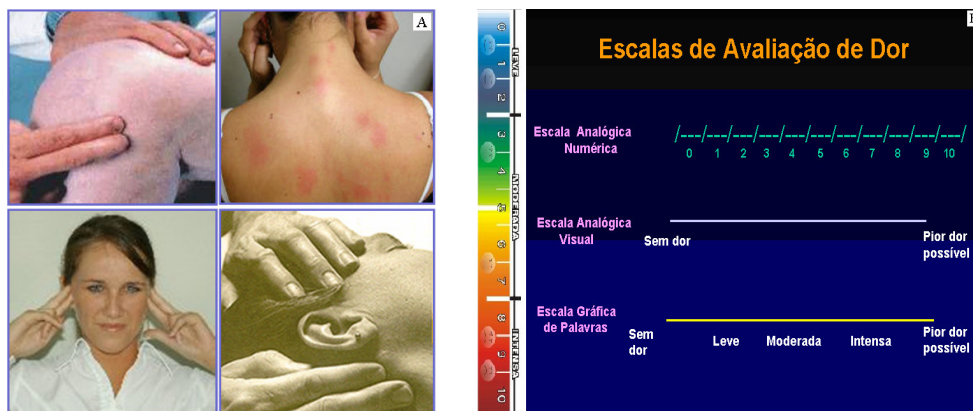 A
0
1
2
3
4
5
6
7
8
9
10
LEVE
MODERADA
INTENSA
Escalas de Avaliação de Dor
Escala Analógica
Numérica
/---/---/---/---/---/---/---/---/---/---/---/
0 1 2 3 4 5 6 7 8 9 10
Escala Analógica
Visual
Sem dor
Pior dor
possível
Escala Gráfica
de Palavras
Sem
dor
Leve Moderada Intensa
Pior dor
possível